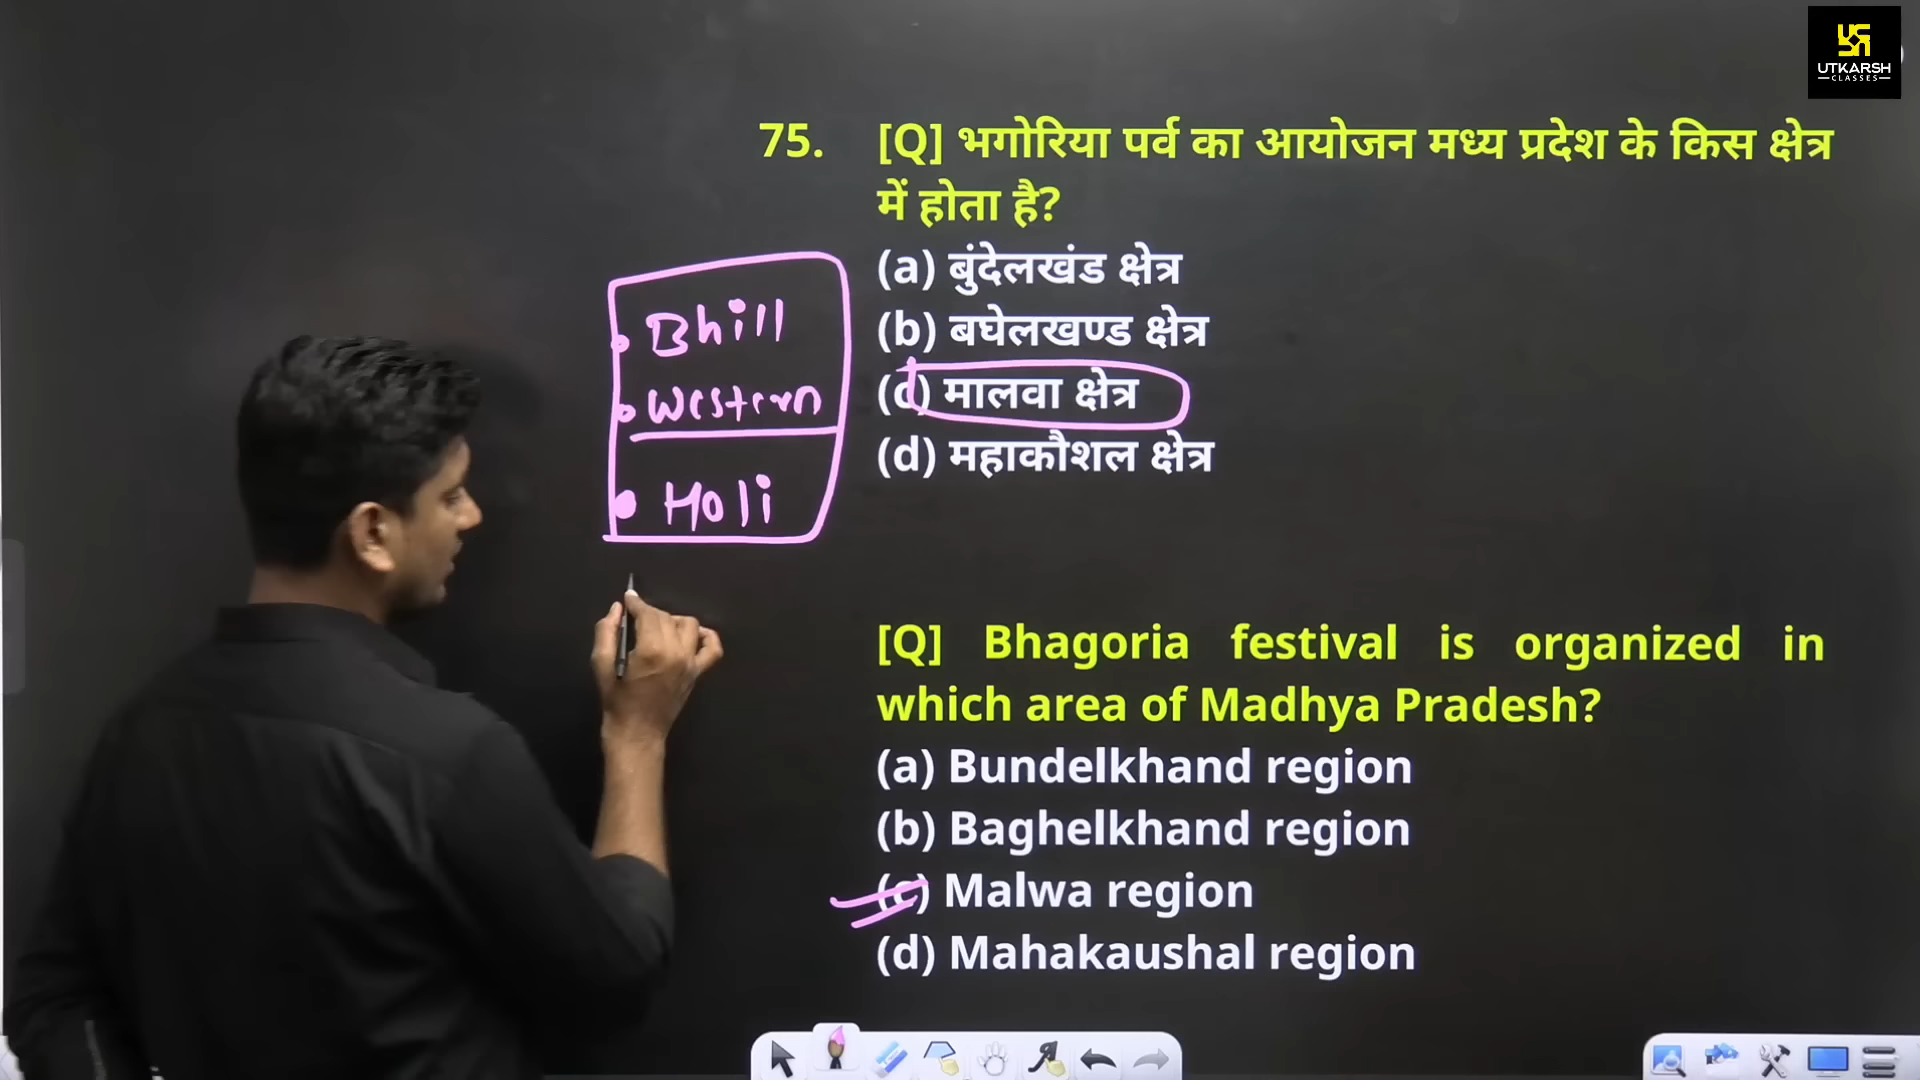 UTKARSH
CLASSES
75. [Q] भगोरिया पर्व का आयोजन मध्य प्रदेश के किस क्षेत्र
में होता है?
(a) बुंदेलखंड क्षेत्र
(b) बघेलखण्ड क्षेत्र
(c) मालवा क्षेत्र
(d) महाकौशल क्षेत्र
Bhill
Western
Holi
[Q] Bhagoria festival is organized in
which area of Madhya Pradesh?
(a) Bundelkhand region
(b) Baghelkhand region
(c) Malwa region
(d) Mahakaushal region